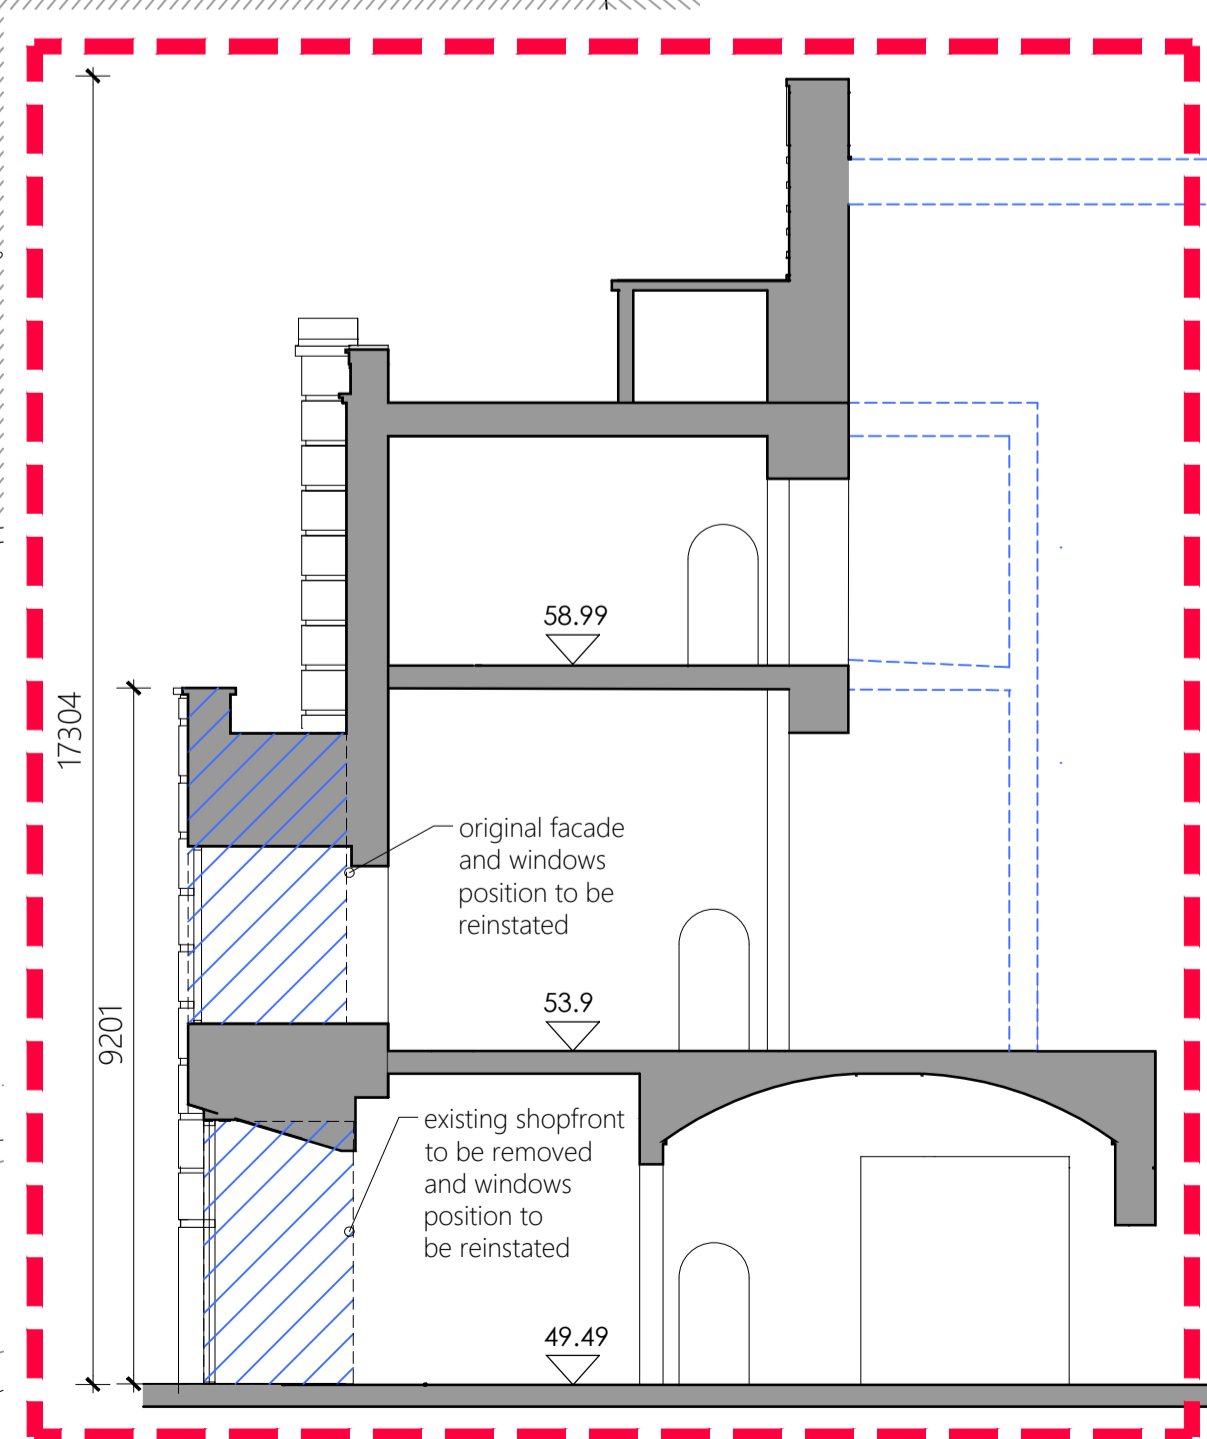 58.99
17304
original facade
and windows
position to be
reinstated
53.9
9201
existing shopfront
to be removed
and windows
position to
be reinstated
49.49